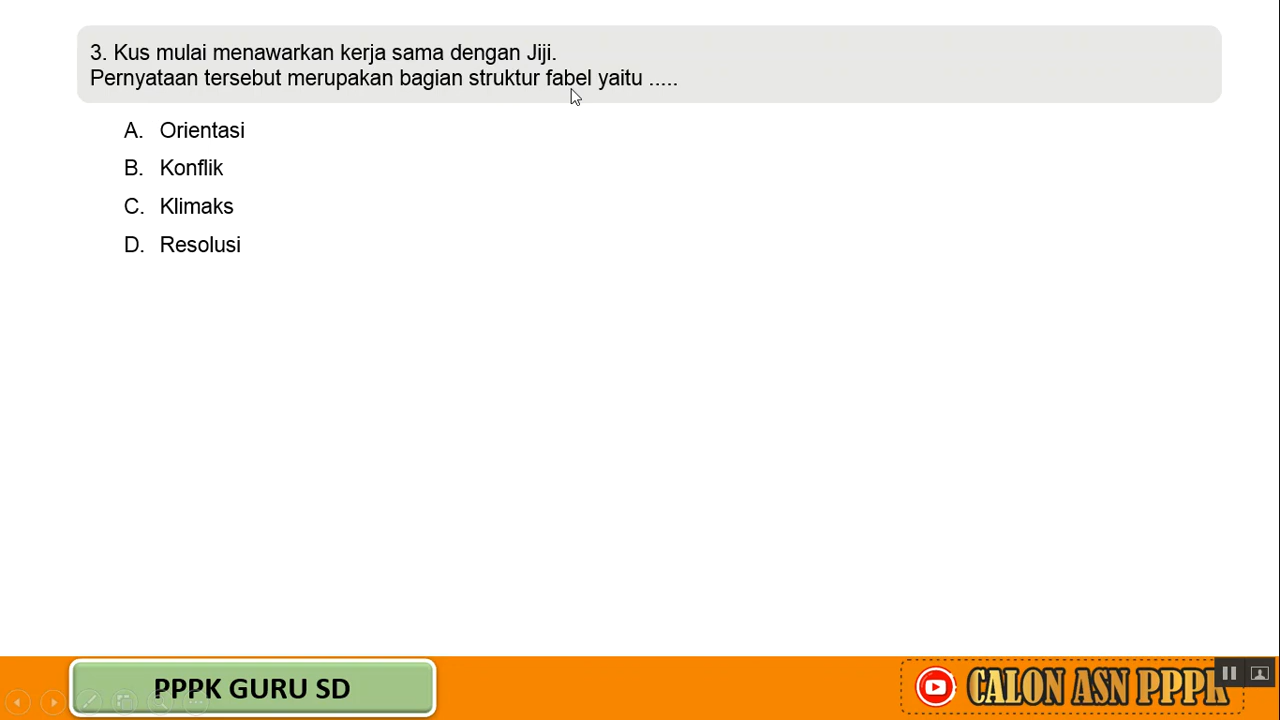 3. Kus mulai menawarkan kerja sama dengan Jiji.
Pernyataan tersebut merupakan bagian struktur fabel yaitu .....
A. Orientasi
B. Konflik
C. Klimaks
D. Resolusi
PPPK GURU SD
CALON ASN PPPK